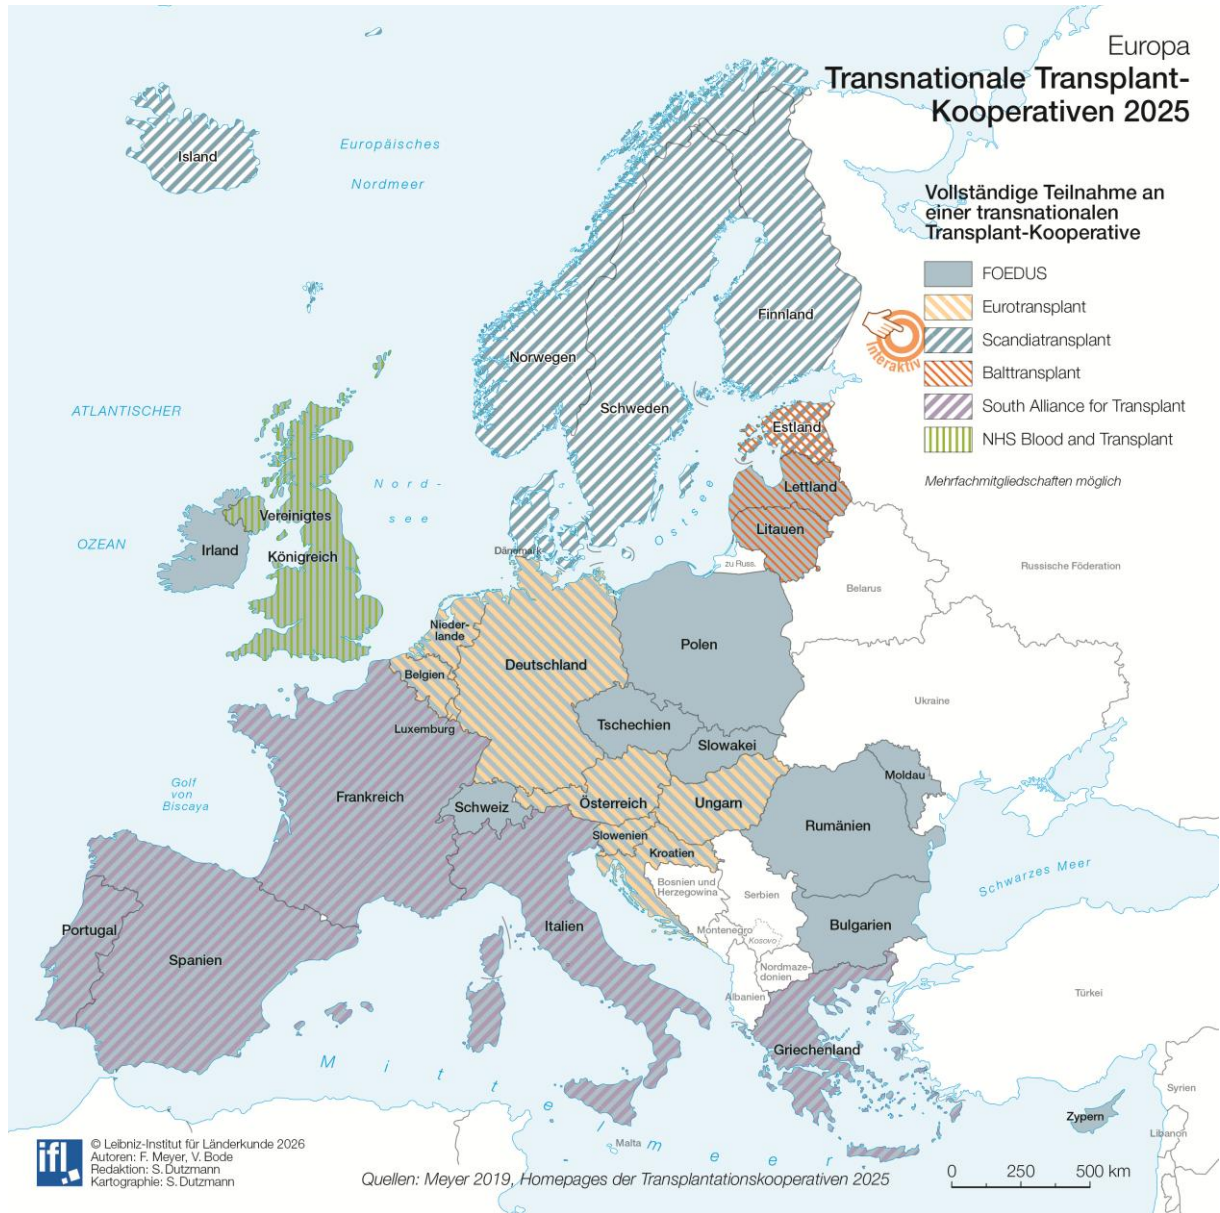 Europa
Transnationale Transplant-
Kooperativen 2025
Vollständige Teilnahme an
einer transnationalen
Transplant-Kooperative
FOEDUS
Eurotransplant
Scandiatransplant
Balttransplant
South Alliance for Transplant
NHS Blood and Transplant
Mehrfachmitgliedschaften möglich
Interaktiv
Island
Europäisches
Nordmeer
Finnland
Norwegen
Schweden
ATLANTISCHER
OZEAN
Nord-
see
Ostsee
Estland
Lettland
Litauen
Vereinigtes
Königreich
Irland
Dänemark
zu Russ.
Belarus
Russische Föderation
Nieder-
lande
Belgien
Deutschland
Polen
Luxemburg
Tschechien
Slowakei
Ukraine
Moldau
Golf
von
Biscaya
Frankreich
Schweiz
Österreich
Ungarn
Rumänien
Slowenien
Kroatien
Bosnien und
Herzegowina
Serbien
Schwarzes Meer
Portugal
Spanien
Italien
Montenegro
Kosovo
Bulgarien
Nordmaze-
donien
Albanien
Türkei
Griechenland
Mittelmeer
Malta
Zypern
Syrien
Libanon
ifl
© Leibniz-Institut für Länderkunde 2026
Autoren: F. Meyer, V. Bode
Redaktion: S. Dutzmann
Kartographie: S. Dutzmann
Quellen: Meyer 2019, Homepages der Transplantationskooperativen 2025
0 250 500 km